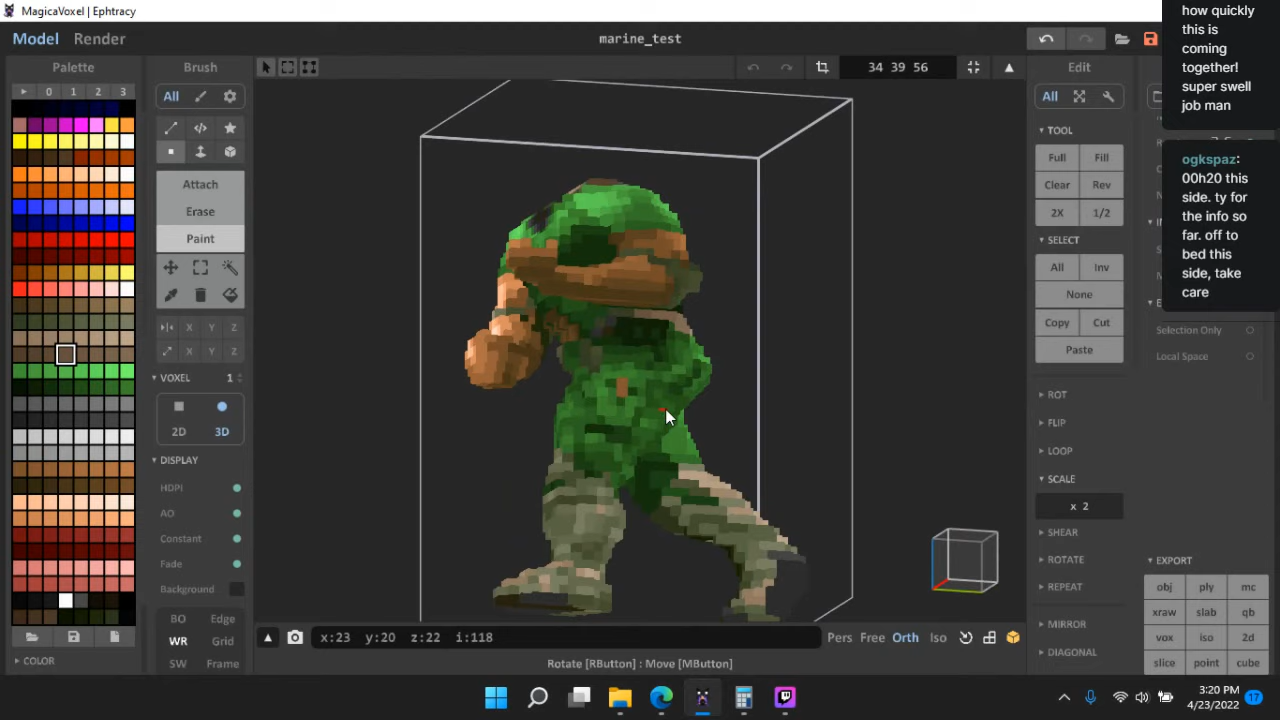 MagicaVoxel | Ephtracy
Model Render
marine_test
Palette
0 1 2 3
COLOR
Brush
All
Attach
Erase
Paint
X Y Z
X Y Z
VOXEL 1
2D 3D
DISPLAY
HDPI
AO
Constant
Fade
Background
BO Edge
WR Grid
SW Frame
34 39 56
x:23 y:20 z:22 i:118
Pers Free Orth Iso
Rotate [RButton] : Move [MButton]
Edit
All
TOOL
Full Fill
Clear Rev
2X 1/2
SELECT
All Inv
None
Copy Cut
Paste
ROT
FLIP
LOOP
SCALE
x 2
SHEAR
ROTATE
REPEAT
MIRROR
DIAGONAL
how quickly
this is
coming
together!
super swell
job man
ogkspaz:
00h20 this
side. ty for
the info so
far. off to
bed this
side, take
care
Selection Only
Local Space
EXPORT
obj ply mc
xraw slab qb
vox iso 2d
slice point cube
3:20 PM
4/23/2022
17